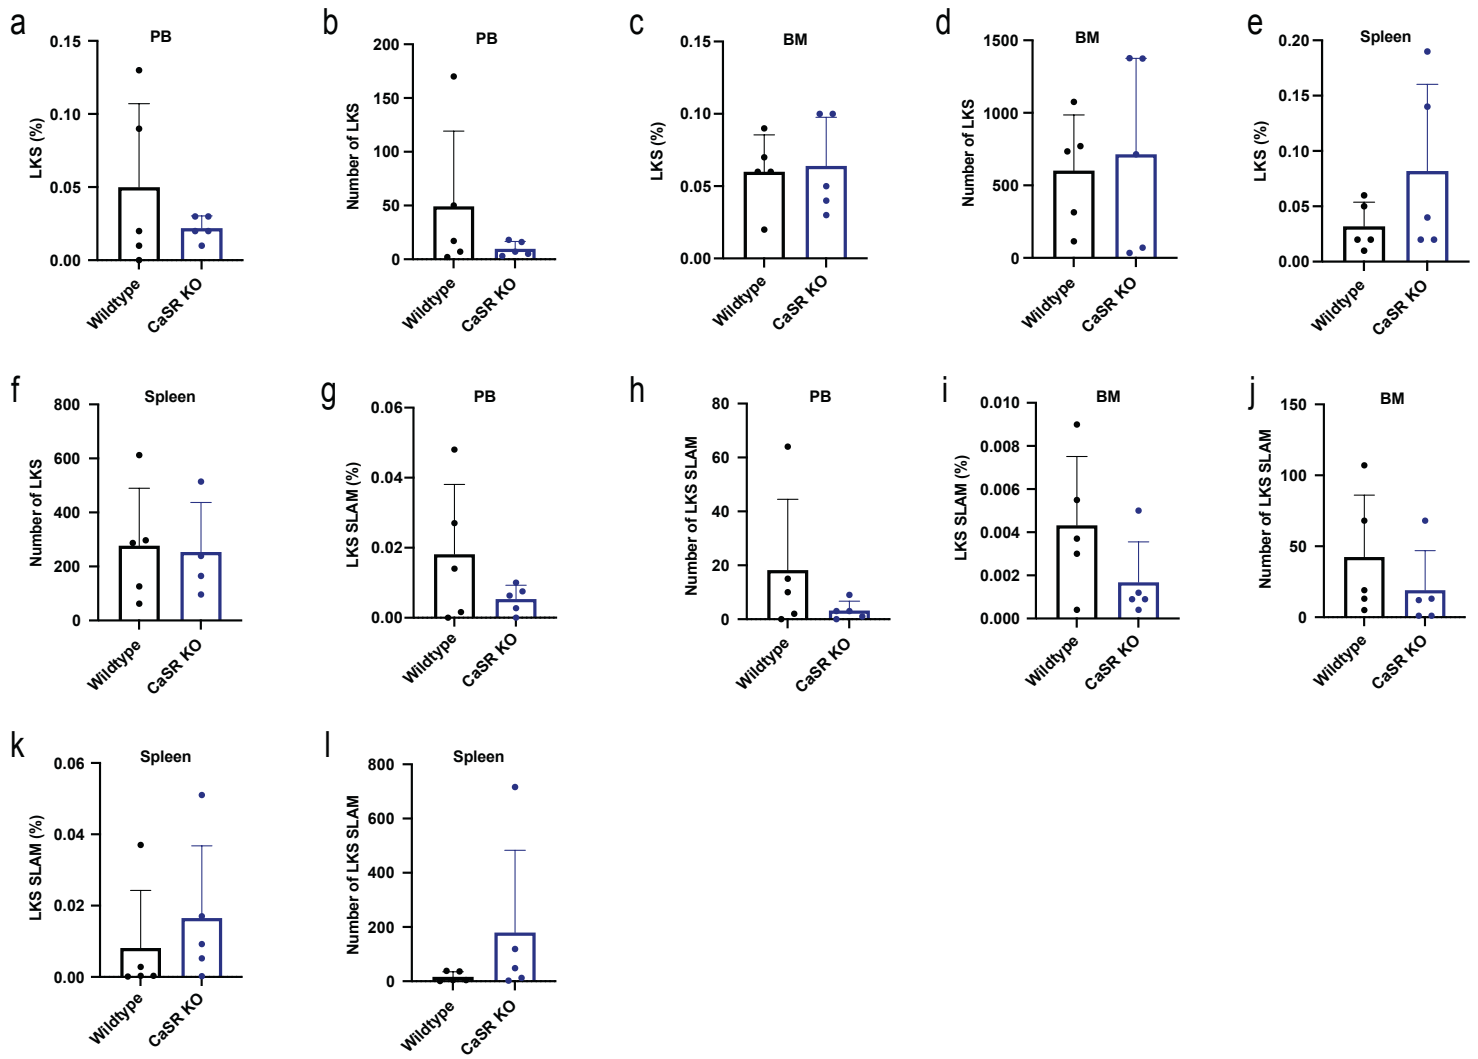 a
PB
LKS (%)
0.15
0.10
0.05
0.00
Wildtype
CaSR KO
b
PB
Number of LKS
200
150
100
50
0
Wildtype
CaSR KO
c
BM
LKS (%)
0.15
0.10
0.05
0.00
Wildtype
CaSR KO
d
BM
Number of LKS
1500
1000
500
0
Wildtype
CaSR KO
e
Spleen
LKS (%)
0.20
0.15
0.10
0.05
0.00
Wildtype
CaSR KO
f
Spleen
Number of LKS
800
600
400
200
0
Wildtype
CaSR KO
g
PB
LKS SLAM (%)
0.06
0.04
0.02
0.00
Wildtype
CaSR KO
h
PB
Number of LKS SLAM
80
60
40
20
0
Wildtype
CaSR KO
i
BM
LKS SLAM (%)
0.010
0.008
0.006
0.004
0.002
0.000
Wildtype
CaSR KO
j
BM
Number of LKS SLAM
150
100
50
0
Wildtype
CaSR KO
k
Spleen
LKS SLAM (%)
0.06
0.04
0.02
0.00
Wildtype
CaSR KO
l
Spleen
Number of LKS SLAM
800
600
400
200
0
Wildtype
CaSR KO